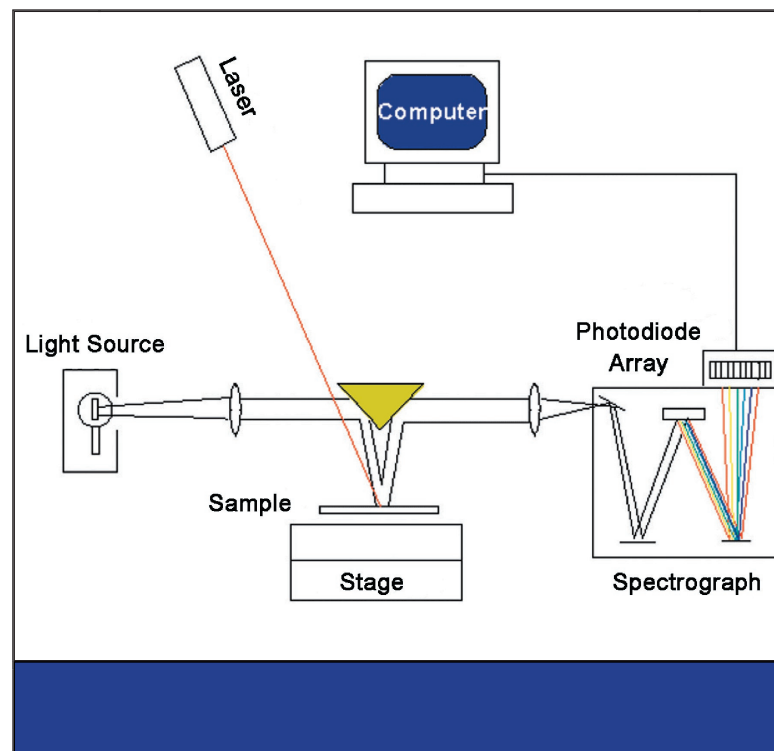 Laser
Computer
Light Source
Photodiode
Array
Sample
Stage
Spectrograph